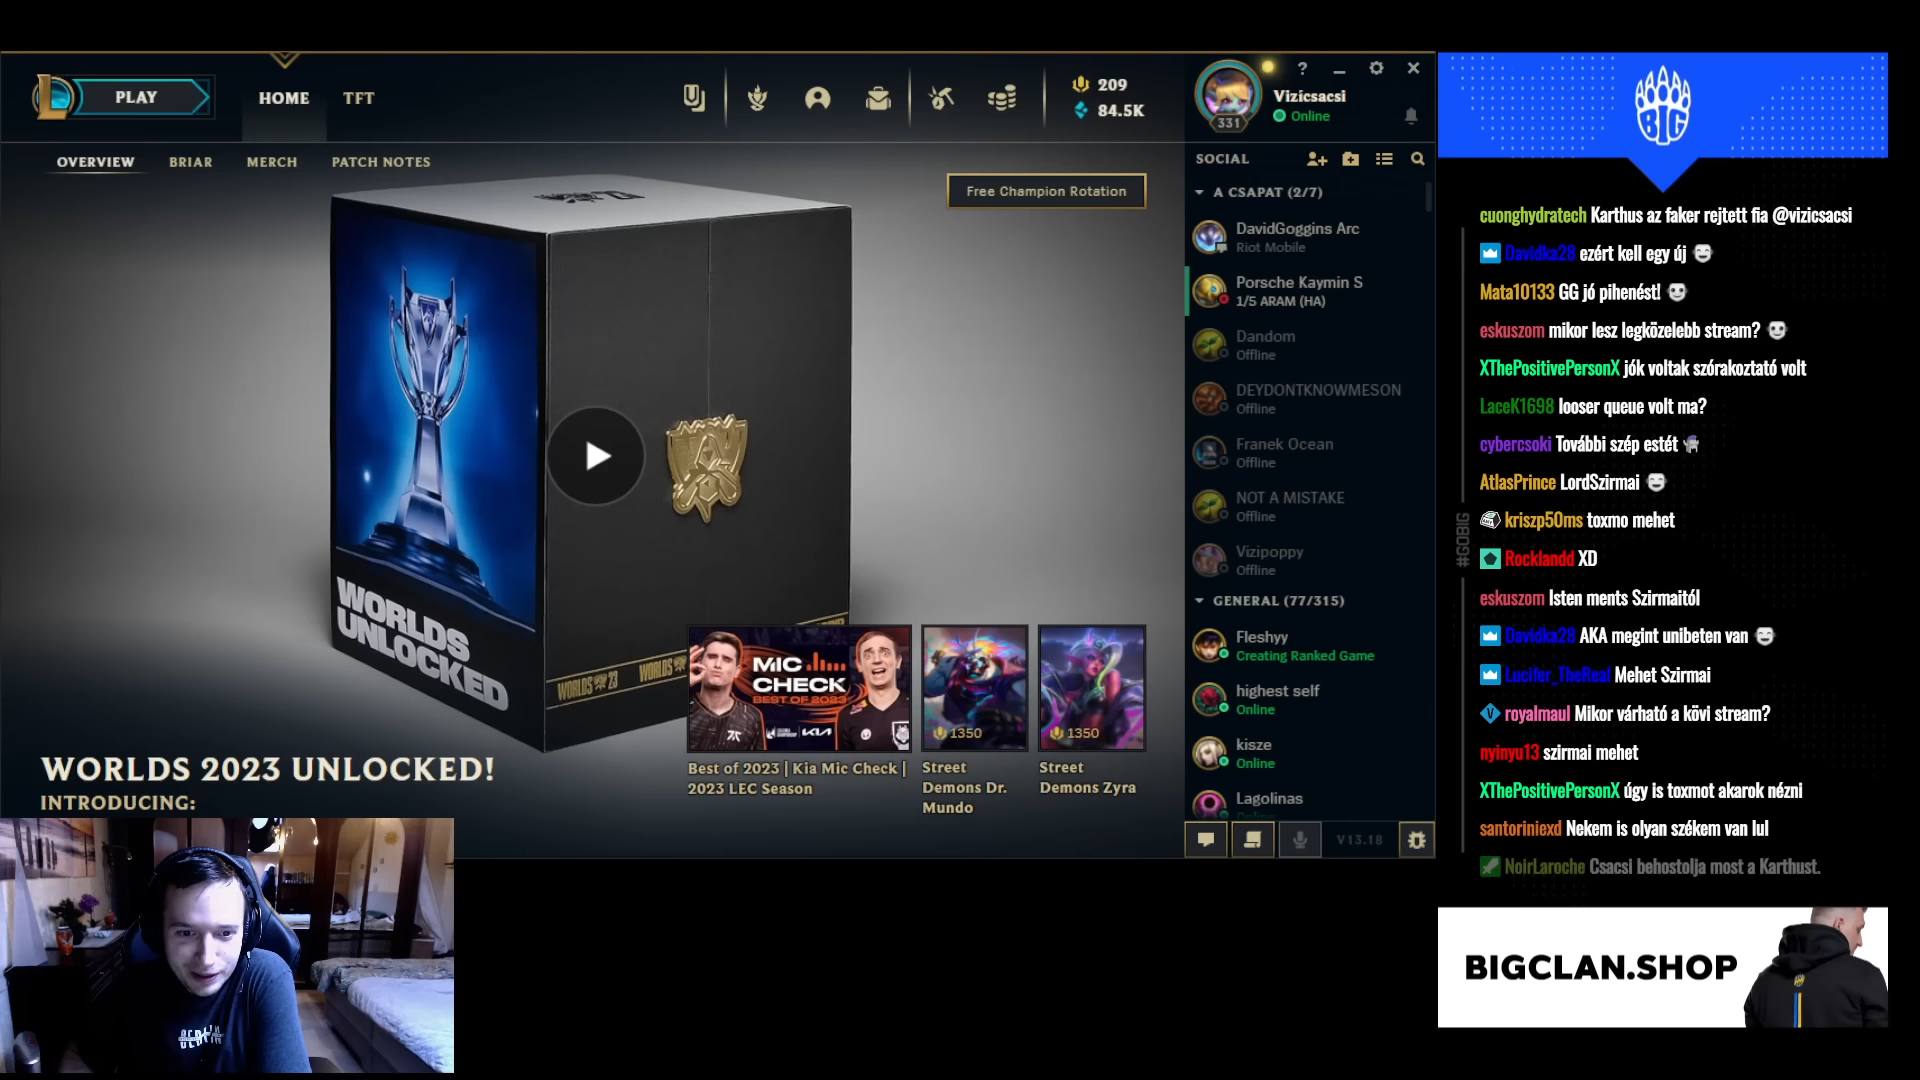 PLAY
HOME
TFT
209
84.5K
331
Vizicsacsi
Online
?
OVERVIEW
BRIAR
MERCH
PATCH NOTES
Free Champion Rotation
WORLDS
UNLOCKED
WORLDS 23
WORLDS
WORLDS 2023 UNLOCKED!
INTRODUCING:
MIC
CHECK
BEST OF 2023
KIA
Best of 2023 | Kia Mic Check |
2023 LEC Season
1350
Street
Demons Dr.
Mundo
1350
Street
Demons Zyra
SOCIAL
A CSAPAT (2/7)
DavidGoggins Arc
Riot Mobile
Porsche Kaymin S
1/5 ARAM (HA)
Dandom
Offline
DEYDONTKNOWMESON
Offline
Franek Ocean
Offline
NOT A MISTAKE
Offline
Vizipoppy
Offline
GENERAL (77/315)
Fleshyy
Creating Ranked Game
highest self
Online
kisze
Online
Lagolinas
V13.18
BERLIN
BIG
cuonghydratech Karthus az faker rejtett fia @vizicsacsi
Davidka28 ezért kell egy új
Mata10133 GG jó pihenést!
eskuszom mikor lesz legközelebb stream?
XThePositivePersonX jók voltak szórakoztató volt
LaceK1698 looser queue volt ma?
cybercsoki További szép estét
AtlasPrince LordSzirmai
kriszp50ms toxmo mehet
Rocklandd XD
eskuszom Isten ments Szirmaitól
Davidka28 AKA megint unibeten van
Lucifer_TheReal Mehet Szirmai
royalmaul Mikor várható a kövi stream?
nyinyu13 szirmai mehet
XThePositivePersonX úgy is toxmot akarok nézni
santoriniexd Nekem is olyan székem van lul
NoirLaroche Csacsi behostolja most a Karthust.
#GOBIG
BIGCLAN.SHOP